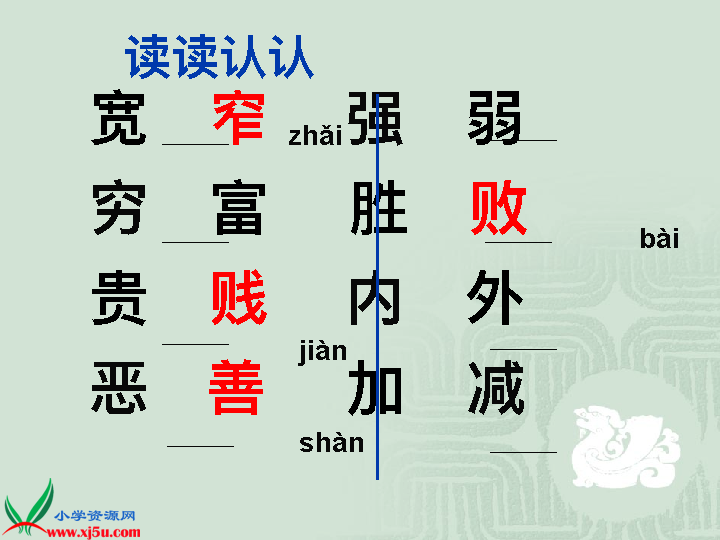 读读认认
宽 窄 zhǎi 强 弱
穷 富 胜 败 bài
贵 贱 jiàn 内 外
恶 善 shàn 加 减
小学资源网
www.xj5u.com